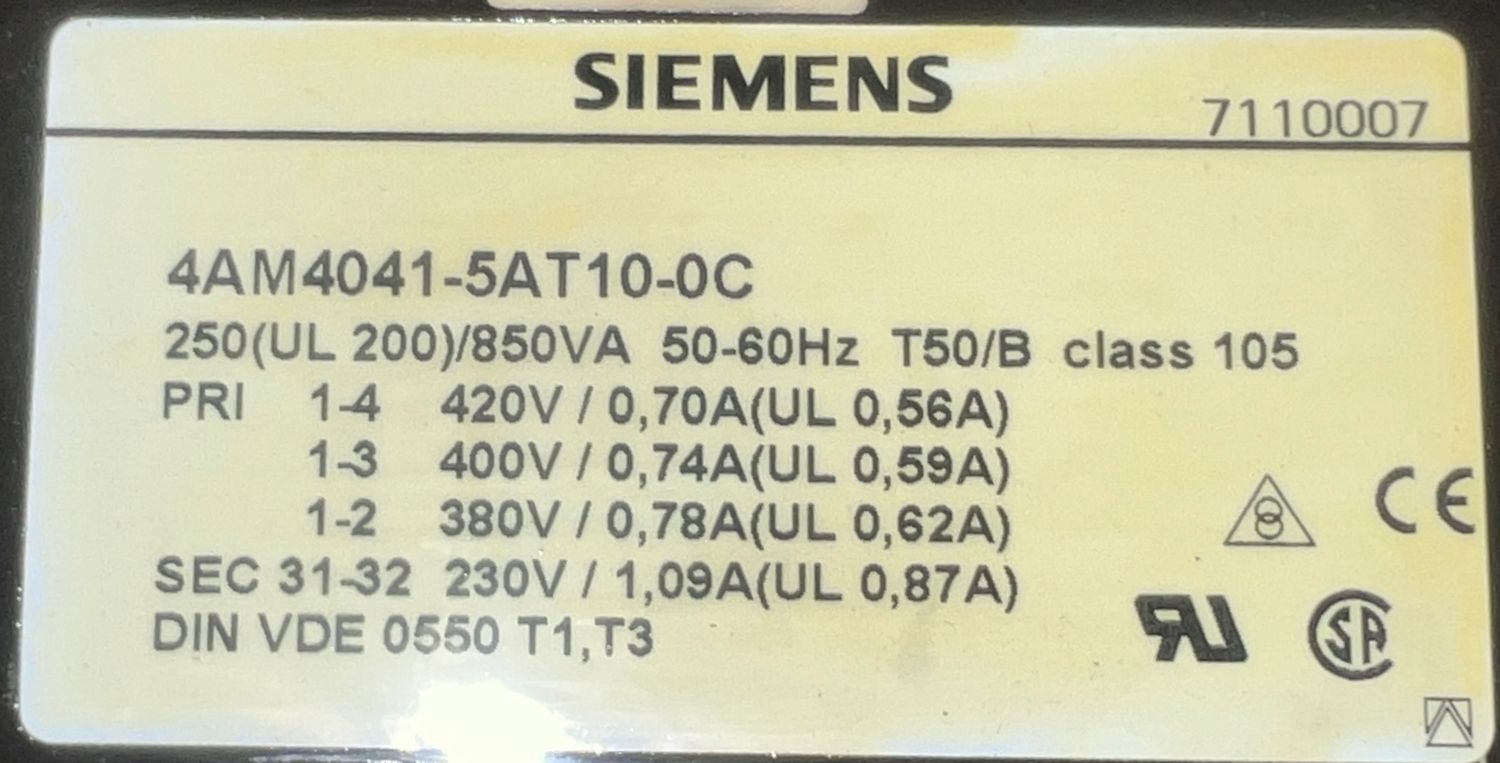 SIEMENS
7110007
4AM4041-5AT10-0C
250(UL 200)/850VA 50-60Hz T50/B class 105
PRI 1-4 420V / 0,70A(UL 0,56A)
1-3 400V / 0,74A(UL 0,59A)
1-2 380V / 0,78A(UL 0,62A)
SEC 31-32 230V / 1,09A(UL 0,87A)
DIN VDE 0550 T1,T3
CE
RU
SA